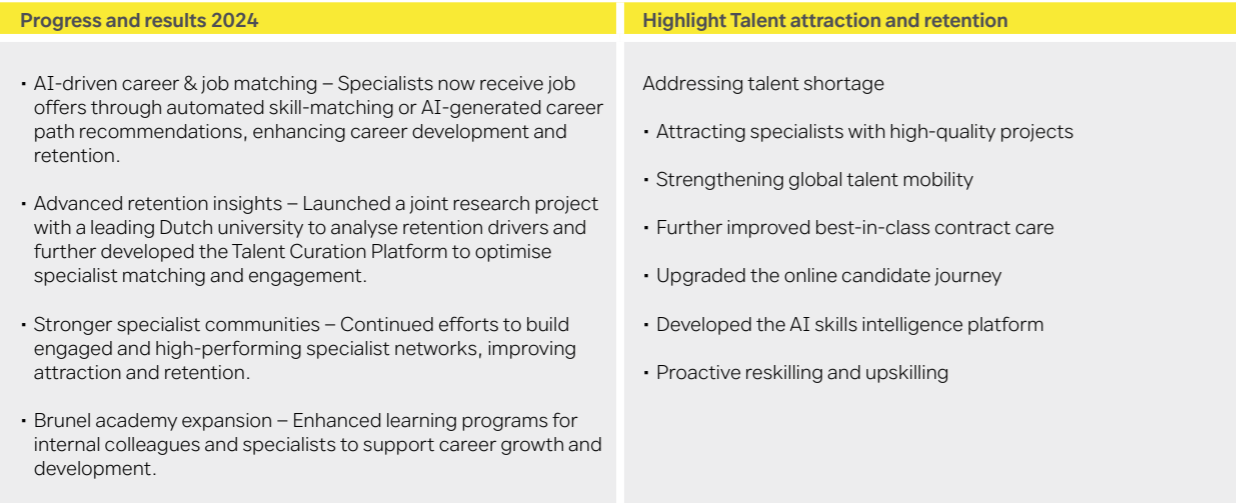 Progress and results 2024
• AI-driven career & job matching – Specialists now receive job
offers through automated skill-matching or AI-generated career
path recommendations, enhancing career development and
retention.
• Advanced retention insights – Launched a joint research project
with a leading Dutch university to analyse retention drivers and
further developed the Talent Curation Platform to optimise
specialist matching and engagement.
• Stronger specialist communities – Continued efforts to build
engaged and high-performing specialist networks, improving
attraction and retention.
• Brunel academy expansion – Enhanced learning programs for
internal colleagues and specialists to support career growth and
development.
Highlight Talent attraction and retention
Addressing talent shortage
• Attracting specialists with high-quality projects
• Strengthening global talent mobility
• Further improved best-in-class contract care
• Upgraded the online candidate journey
• Developed the AI skills intelligence platform
• Proactive reskilling and upskilling